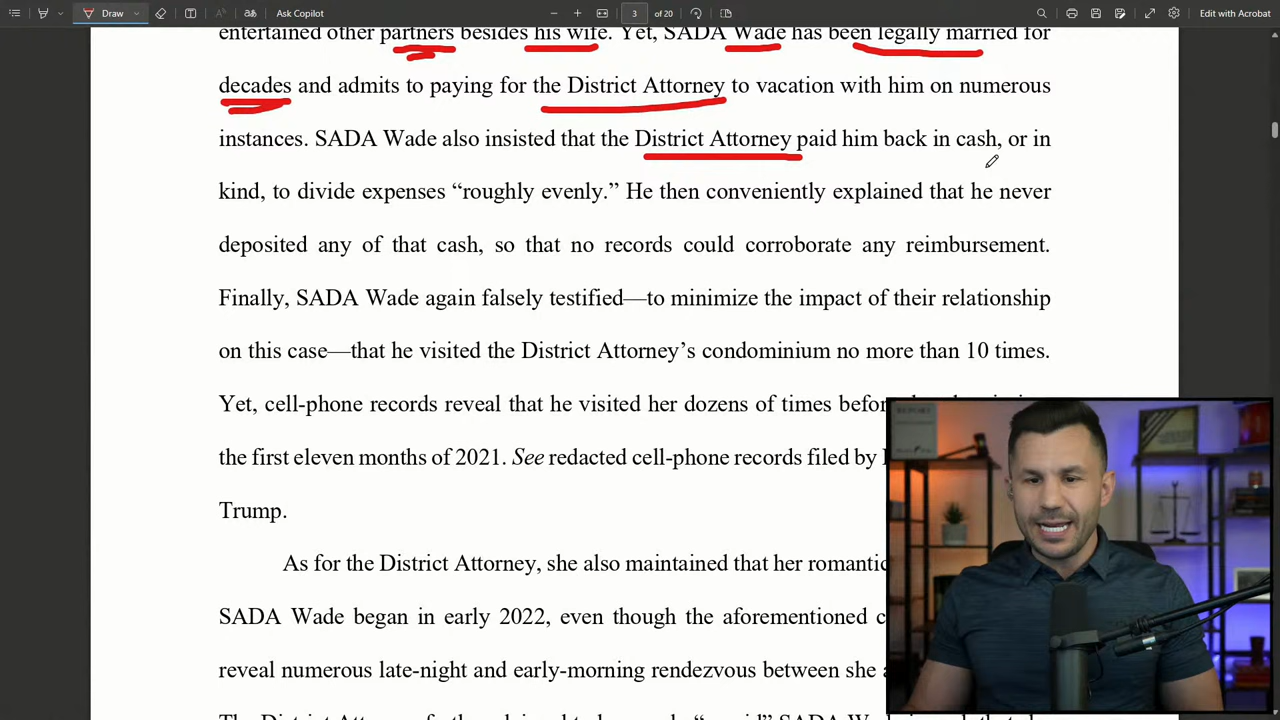 Draw
Ask Copilot
3
of 20
Edit with Acrobat
entertained other partners besides his wife. Yet, SADA Wade has been legally married for
decades and admits to paying for the District Attorney to vacation with him on numerous
instances. SADA Wade also insisted that the District Attorney paid him back in cash, or in
kind, to divide expenses “roughly evenly.” He then conveniently explained that he never
deposited any of that cash, so that no records could corroborate any reimbursement.
Finally, SADA Wade again falsely testified—to minimize the impact of their relationship
on this case—that he visited the District Attorney’s condominium no more than 10 times.
Yet, cell-phone records reveal that he visited her dozens of times
the first eleven months of 2021. See redacted cell-phone records filed by
Trump.
As for the District Attorney, she also maintained that her romantic
SADA Wade began in early 2022, even though the aforementioned
reveal numerous late-night and early-morning rendezvous between she